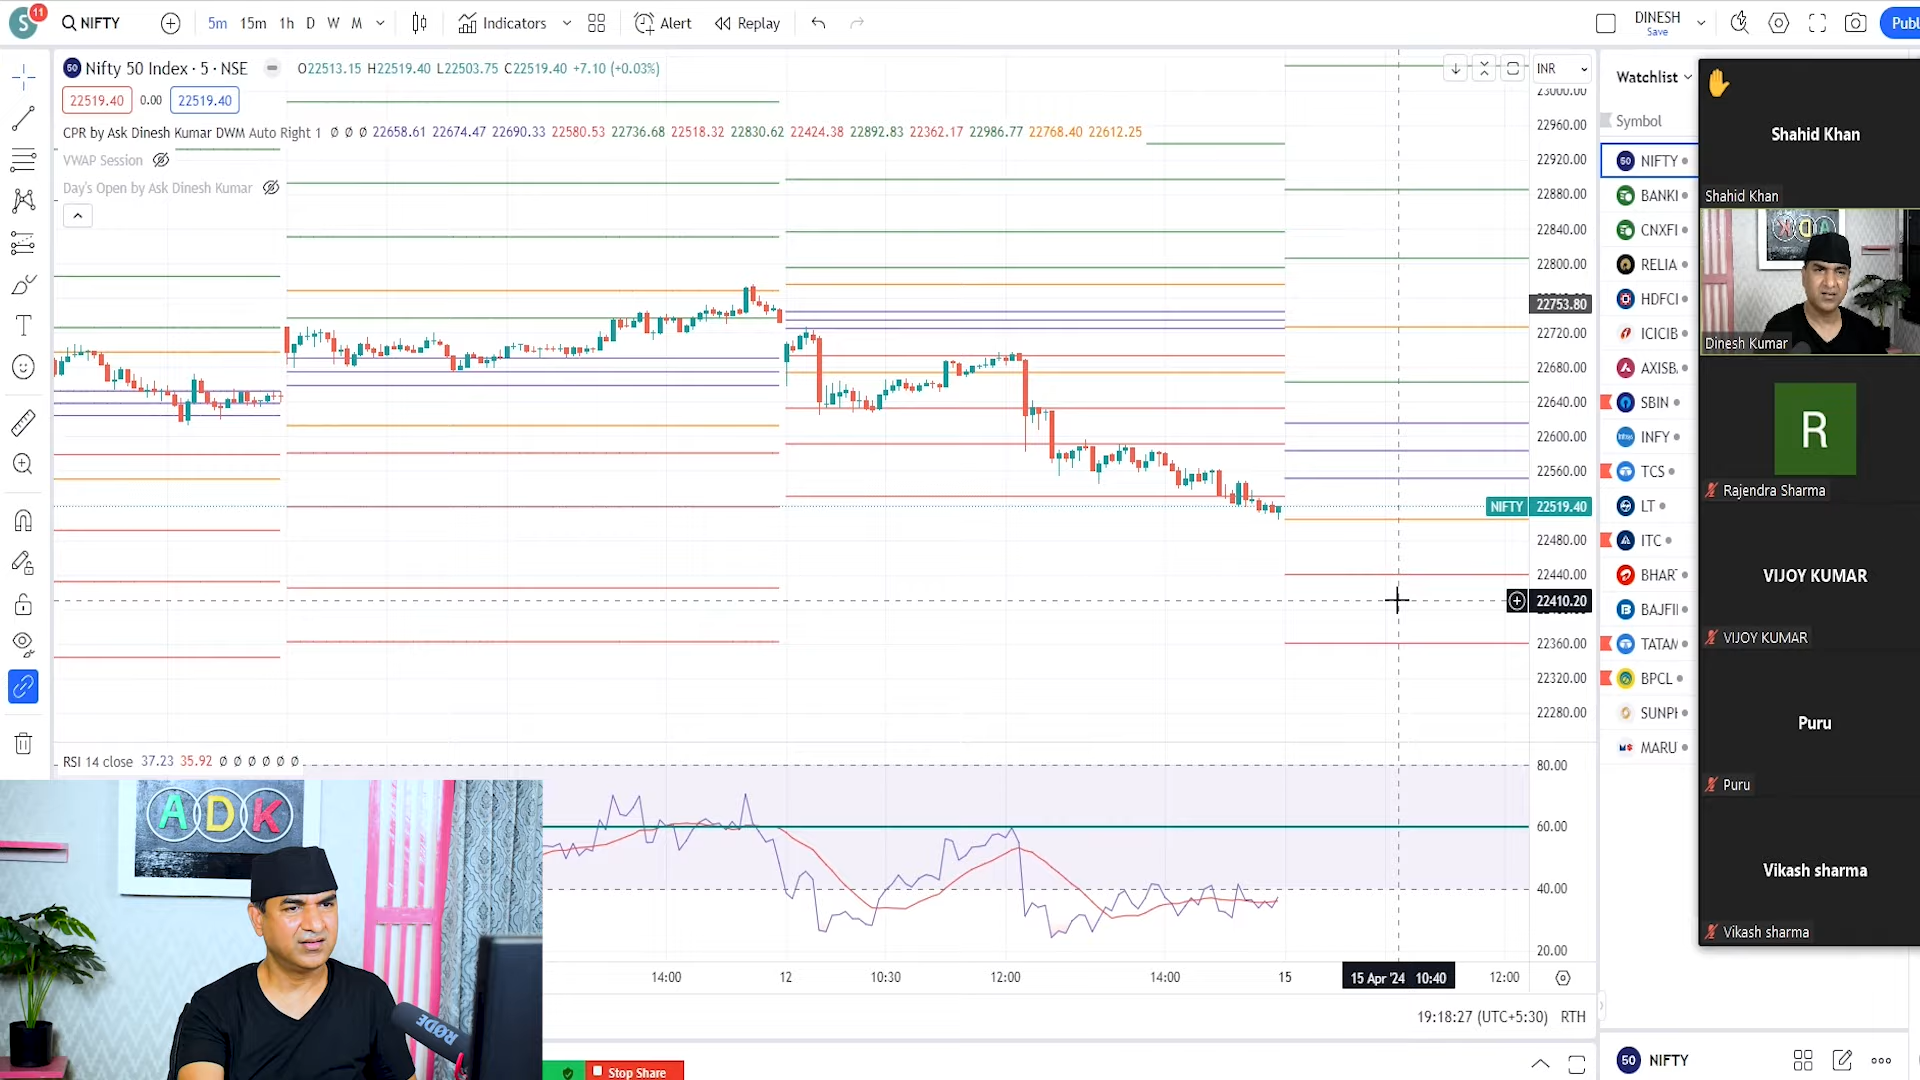 S 11 NIFTY 5m 15m 1h D W M Indicators Alert Replay DINESH Save Publ
50 Nifty 50 Index · 5 · NSE O22513.15 H22519.40 L22503.75 C22519.40 +7.10 (+0.03%) INR
22519.40 0.00 22519.40
CPR by Ask Dinesh Kumar DWM Auto Right 1 Ø Ø Ø 22658.61 22674.47 22690.33 22580.53 22736.68 22518.32 22830.62 22424.38 22892.83 22362.17 22986.77 22768.40 22612.25
VWAP Session
Day's Open by Ask Dinesh Kumar
23000.00
22960.00
22920.00
22880.00
22840.00
22800.00
22753.80
22720.00
22680.00
22640.00
22600.00
22560.00
NIFTY 22519.40
22480.00
22440.00
22410.20
22360.00
22320.00
22280.00
RSI 14 close 37.23 35.92 Ø Ø Ø Ø Ø Ø
80.00
60.00
40.00
20.00
14:00 12 10:30 12:00 14:00 15 15 Apr '24 10:40 12:00
19:18:27 (UTC+5:30) RTH
Stop Share
ADK
RØDE
Watchlist
Symbol
50 NIFTY
BANKI
CNXFI
RELIA
HDFCI
ICICIB
AXISB.
SBIN
INFY
TCS
LT
ITC
BHAR
BAJFI
TATAM
BPCL
SUNPH
MARU
50 NIFTY
Shahid Khan
Shahid Khan
Dinesh Kumar
R
Rajendra Sharma
VIJOY KUMAR
VIJOY KUMAR
Puru
Puru
Vikash sharma
Vikash sharma